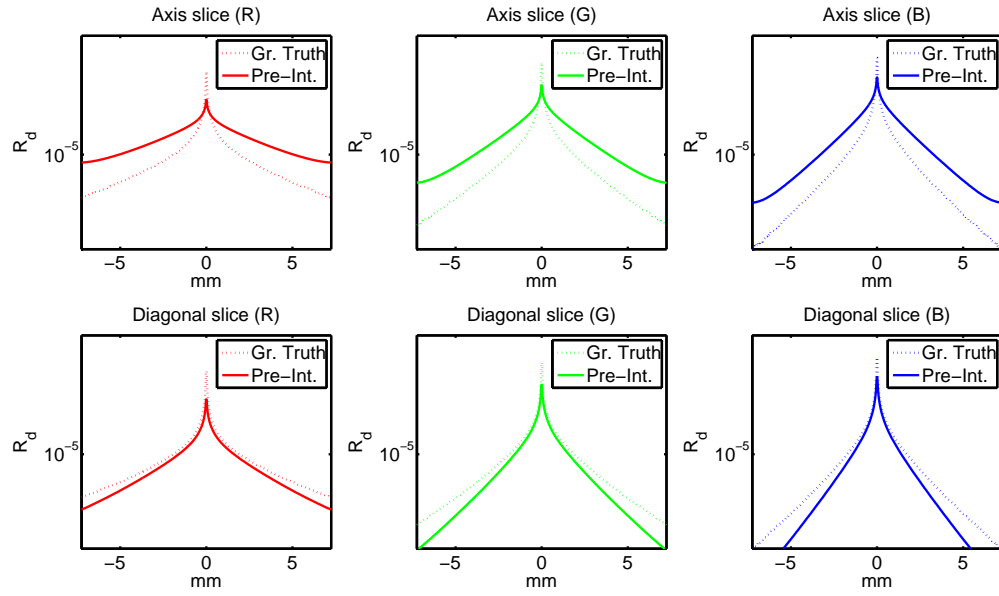 Axis slice (R)
Gr. Truth
Pre-Int.
R_d
10^-5
-5
0
5
mm
Axis slice (G)
Gr. Truth
Pre-Int.
R_d
10^-5
-5
0
5
mm
Axis slice (B)
Gr. Truth
Pre-Int.
R_d
10^-5
-5
0
5
mm
Diagonal slice (R)
Gr. Truth
Pre-Int.
R_d
10^-5
-5
0
5
mm
Diagonal slice (G)
Gr. Truth
Pre-Int.
R_d
10^-5
-5
0
5
mm
Diagonal slice (B)
Gr. Truth
Pre-Int.
R_d
10^-5
-5
0
5
mm